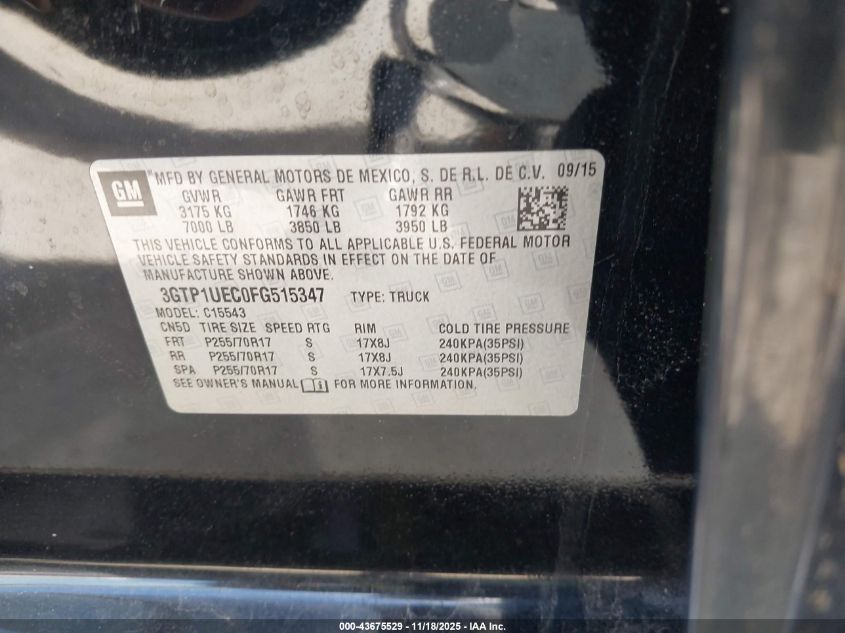 GM
MFD BY GENERAL MOTORS DE MEXICO, S. DE R.L. DE C.V. 09/15
GVWR GAWR FRT GAWR RR
3175 KG 1746 KG 1792 KG
7000 LB 3850 LB 3950 LB
THIS VEHICLE CONFORMS TO ALL APPLICABLE U.S. FEDERAL MOTOR
VEHICLE SAFETY STANDARDS IN EFFECT ON THE DATE OF
MANUFACTURE SHOWN ABOVE.
3GTP1UEC0FG515347 TYPE: TRUCK
MODEL: C15543
CN5D TIRE SIZE SPEED RTG RIM COLD TIRE PRESSURE
FRT P255/70R17 S 17X8J 240KPA(35PSI)
RR P255/70R17 S 17X8J 240KPA(35PSI)
SPA P255/70R17 S 17X7.5J 240KPA(35PSI)
SEE OWNER'S MANUAL FOR MORE INFORMATION.
000-43675529 - 11/18/2025 - IAA Inc.